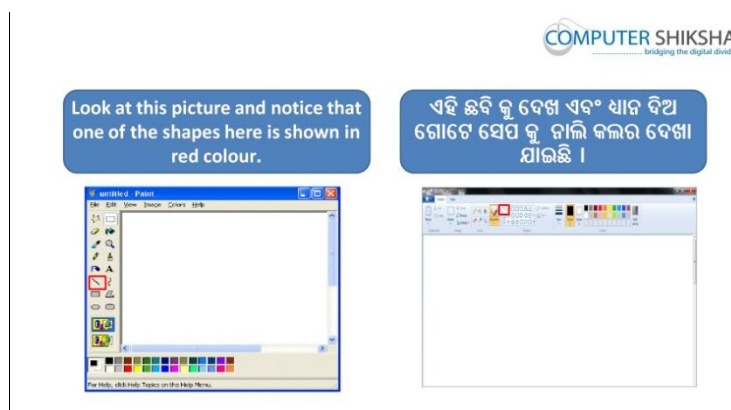 COMPUTER SHIKSHA
bridging the digital divid
Look at this picture and notice that
one of the shapes here is shown in
red colour.
ଏହି ଛବି କୁ ଦେଖ ଏବଂ ଧ୍ୟାନ ଦିଅ
ଗୋଟେ ସେପ କୁ ନାଲି କଲର ଦେଖା
ଯାଇଛି ।
untitled - Paint
File Edit View Image Colors Help
For Help, click Help Topics on the Help Menu.